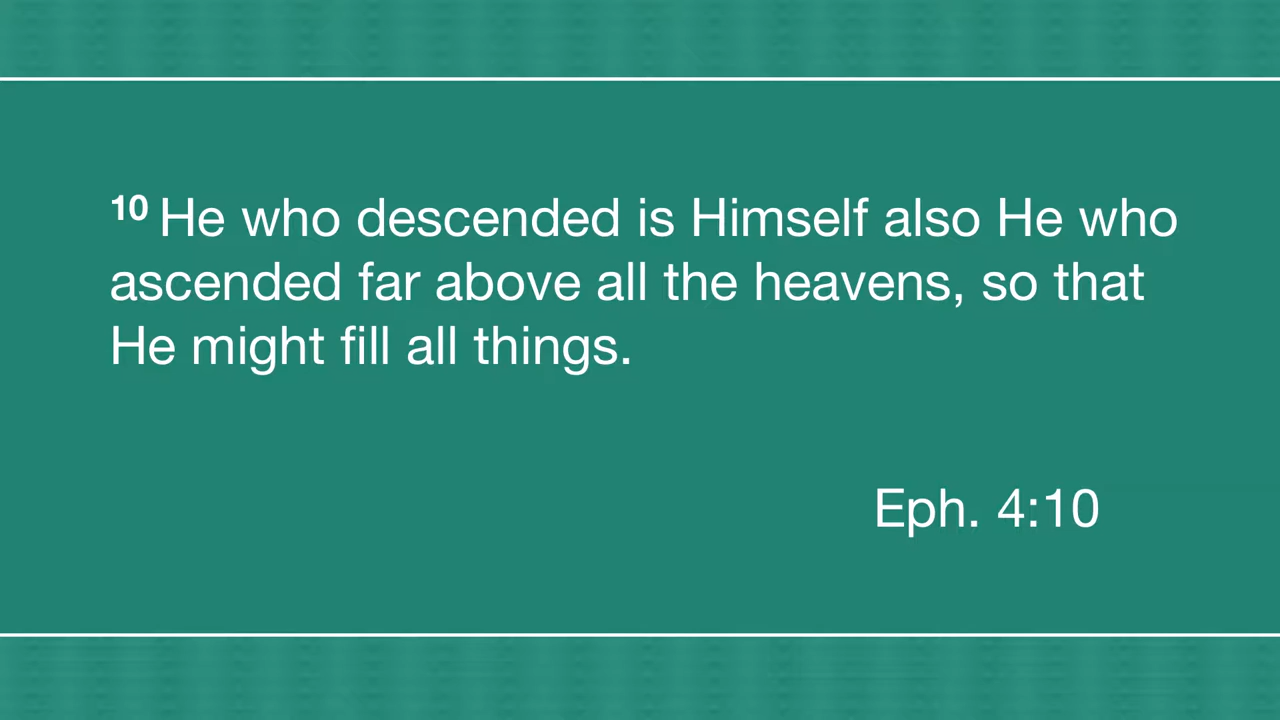 10 He who descended is Himself also He who
ascended far above all the heavens, so that
He might fill all things.
Eph. 4:10